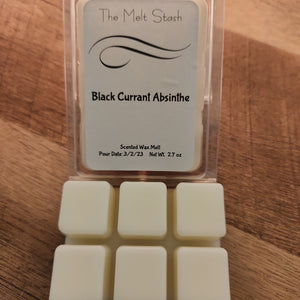 The Melt Stash
Black Currant Absinthe
Scented Wax Melt
Pour Date: 3/2/23 Net Wt. 2.7 oz